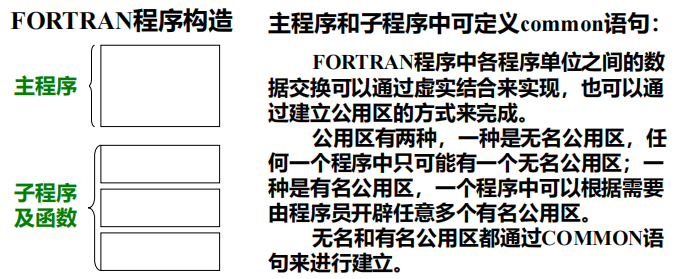 FORTRAN程序构造
主程序
子程序
及函数
主程序和子程序中可定义common语句：
FORTRAN程序中各程序单位之间的数
据交换可以通过虚实结合来实现，也可以通
过建立公用区的方式来完成。
公用区有两种，一种是无名公用区，任
何一个程序中只可能有一个无名公用区；一
种是有名公用区，一个程序中可以根据需要
由程序员开辟任意多个有名公用区。
无名和有名公用区都通过COMMON语
句来进行建立。